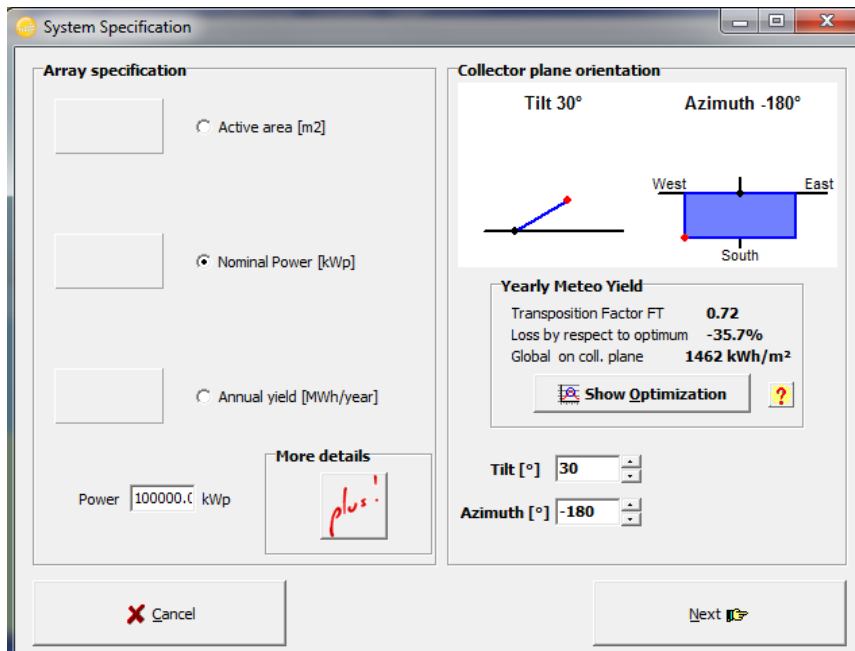 System Specification
Array specification
Active area [m2]
Nominal Power [kWp]
Annual yield [MWh/year]
More details
plus!
Power 100000.0 kWp
Collector plane orientation
Tilt 30° Azimuth -180°
West East
South
Yearly Meteo Yield
Transposition Factor FT 0.72
Loss by respect to optimum -35.7%
Global on coll. plane 1462 kWh/m²
Show Optimization ?
Tilt [°] 30
Azimuth [°] -180
Cancel
Next